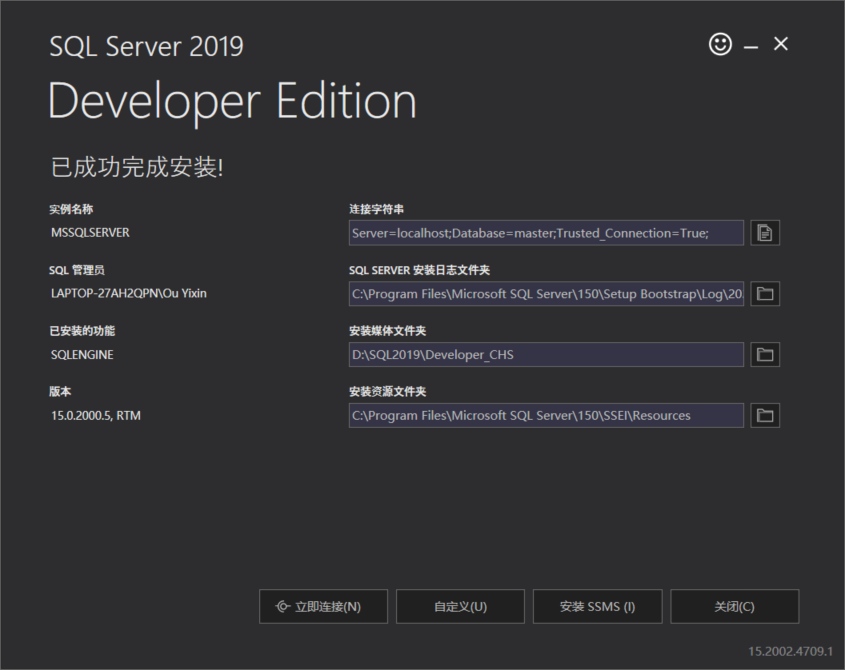 SQL Server 2019
Developer Edition
已成功完成安装!
实例名称
MSSQLSERVER
连接字符串
Server=localhost;Database=master;Trusted_Connection=True;
SQL 管理员
LAPTOP-27AH2QPN\Ou Yixin
SQL SERVER 安装日志文件夹
C:\Program Files\Microsoft SQL Server\150\Setup Bootstrap\Log\20
已安装的功能
SQLENGINE
安装媒体文件夹
D:\SQL2019\Developer_CHS
版本
15.0.2000.5, RTM
安装资源文件夹
C:\Program Files\Microsoft SQL Server\150\SSEI\Resources
立即连接(N)
自定义(U)
安装 SSMS (I)
关闭(C)
15.2002.4709.1